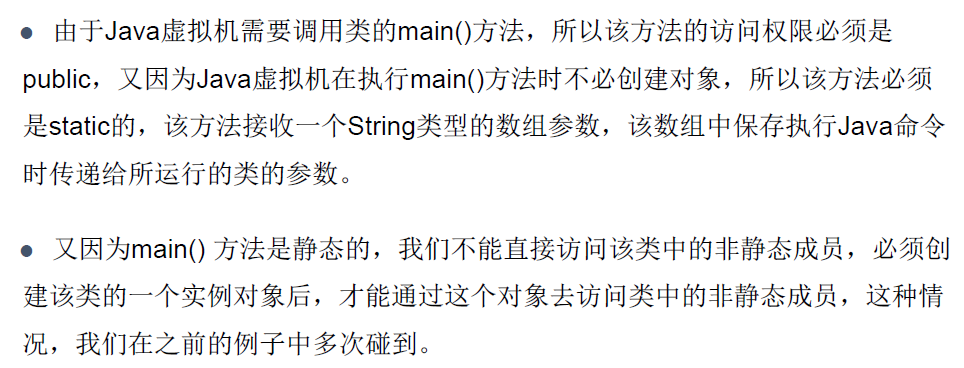 ● 由于Java虚拟机需要调用类的main()方法，所以该方法的访问权限必须是
public，又因为Java虚拟机在执行main()方法时不必创建对象，所以该方法必须
是static的，该方法接收一个String类型的数组参数，该数组中保存执行Java命令
时传递给所运行的类的参数。
● 又因为main() 方法是静态的，我们不能直接访问该类中的非静态成员，必须创
建该类的一个实例对象后，才能通过这个对象去访问类中的非静态成员，这种情
况，我们在之前的例子中多次碰到。